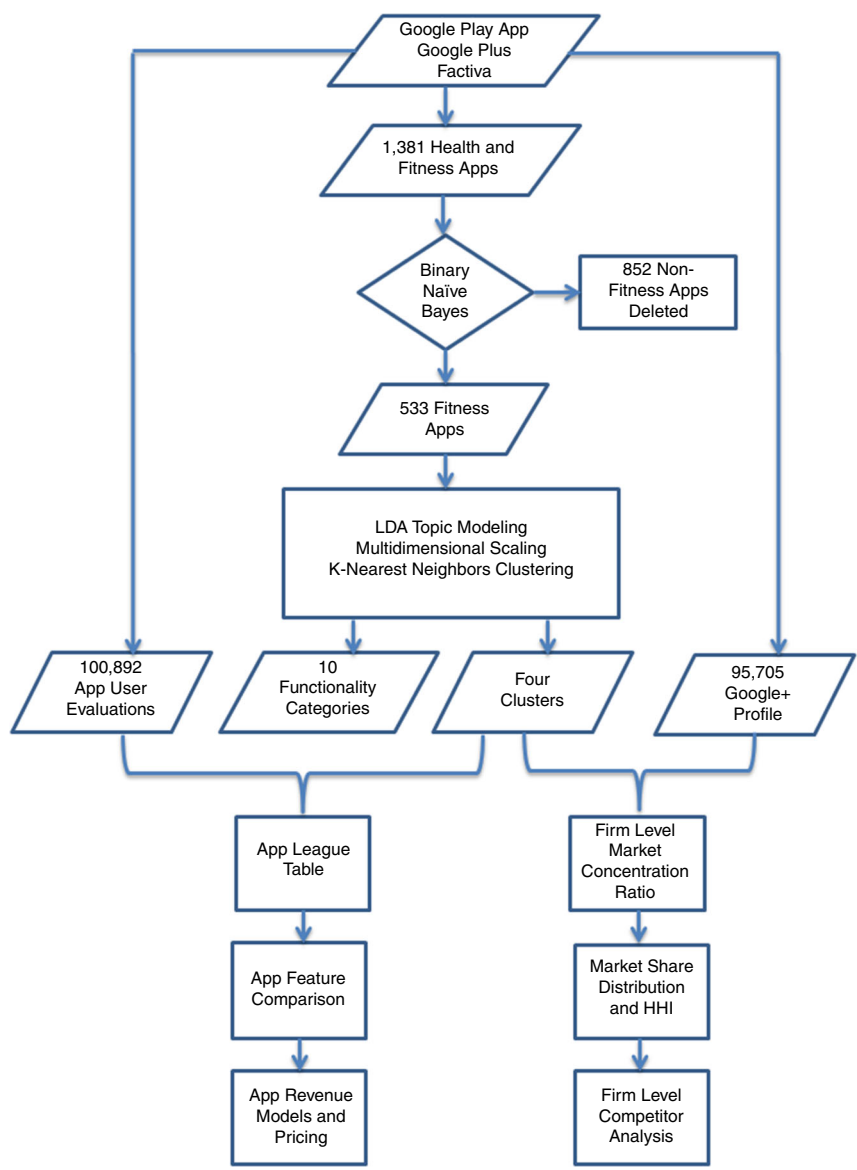 Google Play App
Google Plus
Factiva
1,381 Health and
Fitness Apps
Binary
Naïve
Bayes
852 Non-
Fitness Apps
Deleted
533 Fitness
Apps
LDA Topic Modeling
Multidimensional Scaling
K-Nearest Neighbors Clustering
100,892
App User
Evaluations
10
Functionality
Categories
Four
Clusters
95,705
Google+
Profile
App League
Table
Firm Level
Market
Concentration
Ratio
App Feature
Comparison
Market Share
Distribution
and HHI
App Revenue
Models and
Pricing
Firm Level
Competitor
Analysis